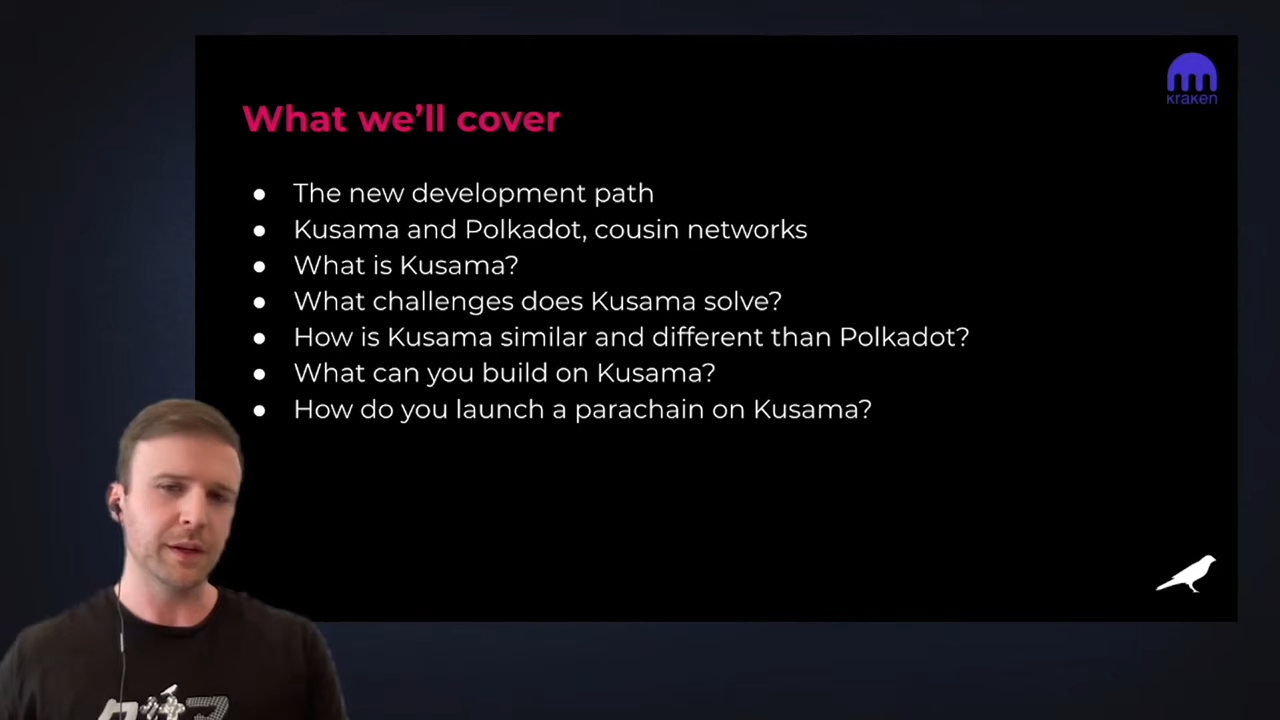 кrакен
What we'll cover
● The new development path
● Kusama and Polkadot, cousin networks
● What is Kusama?
● What challenges does Kusama solve?
● How is Kusama similar and different than Polkadot?
● What can you build on Kusama?
● How do you launch a parachain on Kusama?